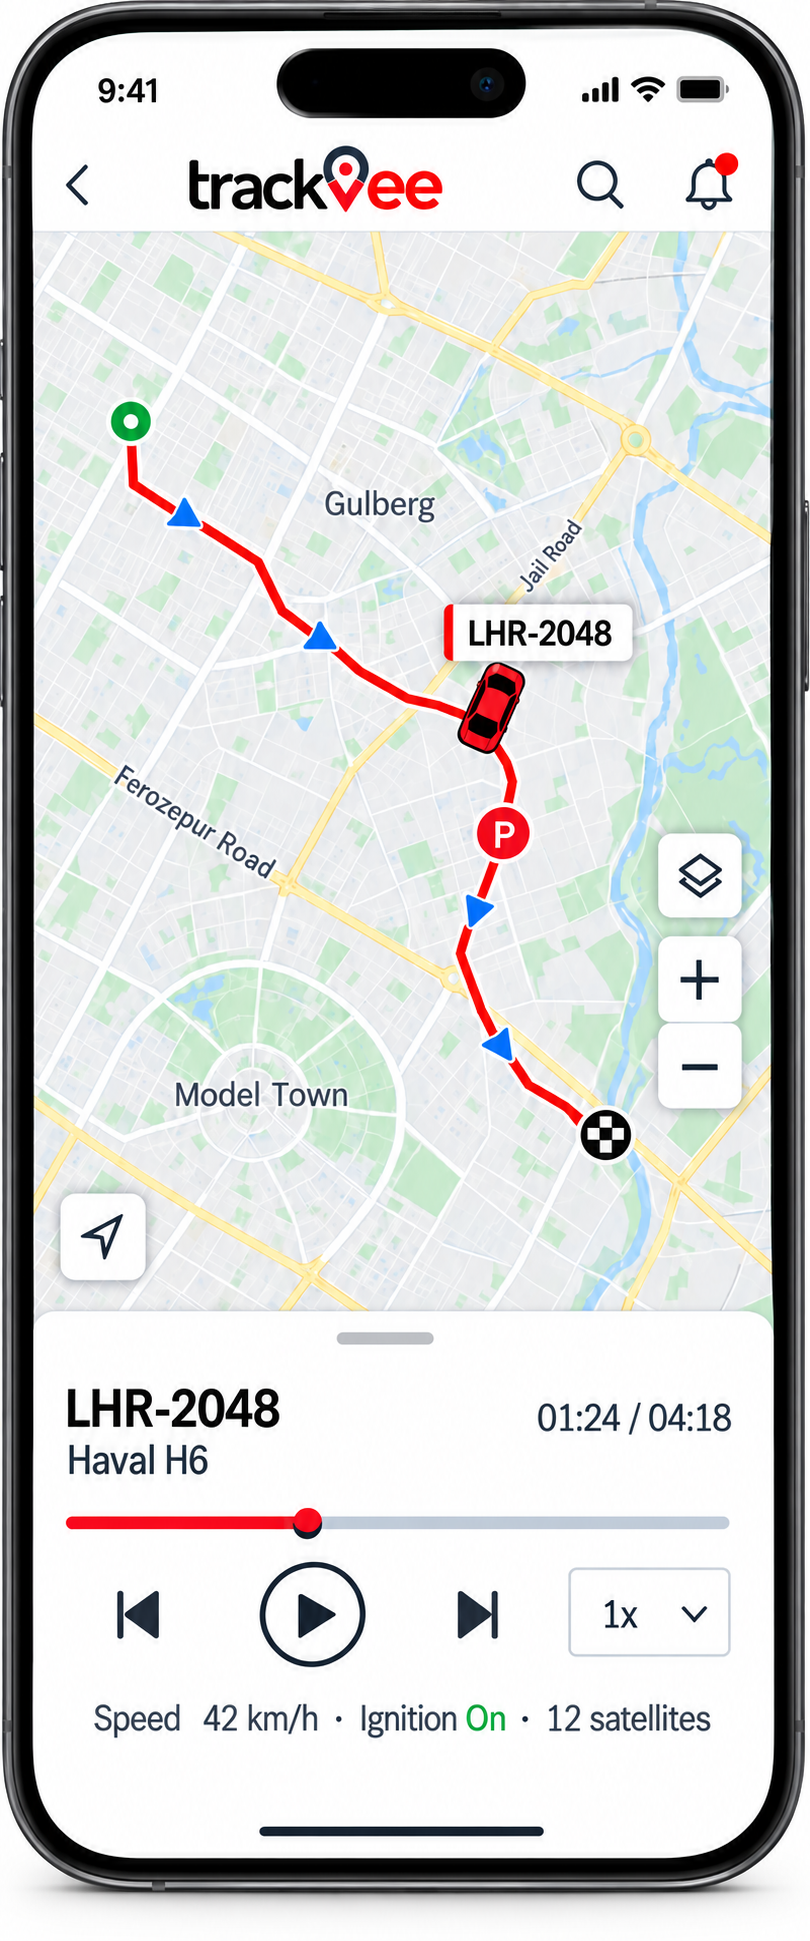 9:41
trackvee
Gulberg
Jail Road
LHR-2048
P
Ferozepur Road
Model Town
LHR-2048
01:24 / 04:18
Haval H6
1x
Speed 42 km/h · Ignition On · 12 satellites